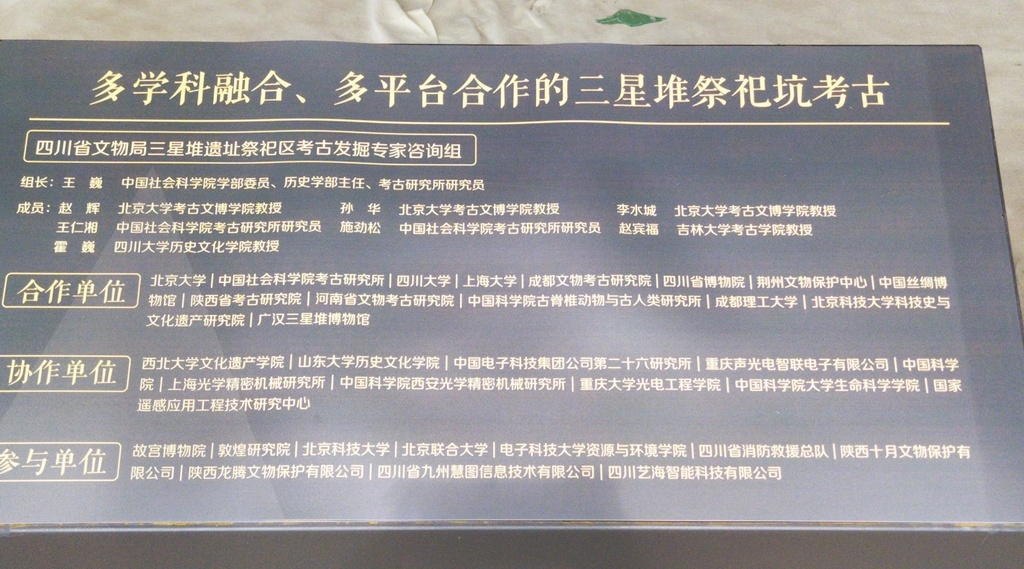 多学科融合、多平台合作的三星堆祭祀坑考古
四川省文物局三星堆遗址祭祀区考古发掘专家咨询组
组长：王 巍 中国社会科学院学部委员、历史学部主任、考古研究所研究员
成员：赵 辉 北京大学考古文博学院教授 孙 华 北京大学考古文博学院教授 李水城 北京大学考古文博学院教授
王仁湘 中国社会科学院考古研究所研究员 施劲松 中国社会科学院考古研究所研究员 赵宾福 吉林大学考古学院教授
霍 巍 四川大学历史文化学院教授
合作单位
北京大学|中国社会科学院考古研究所|四川大学|上海大学|成都文物考古研究院|四川省博物院|荆州文物保护中心|中国丝绸博
物馆|陕西省考古研究院|河南省文物考古研究院|中国科学院古脊椎动物与古人类研究所|成都理工大学|北京科技大学科技史与
文化遗产研究院|广汉三星堆博物馆
协作单位
西北大学文化遗产学院|山东大学历史文化学院|中国电子科技集团公司第二十六研究所|重庆声光电智联电子有限公司|中国科学
院|上海光学精密机械研究所|中国科学院西安光学精密机械研究所|重庆大学光电工程学院|中国科学院大学生命科学学院|国家
遥感应用工程技术研究中心
参与单位
故宫博物院|敦煌研究院|北京科技大学|北京联合大学|电子科技大学资源与环境学院|四川省消防救援总队|陕西十月文物保护有
限公司|陕西龙腾文物保护有限公司|四川省九州慧图信息技术有限公司|四川艺海智能科技有限公司